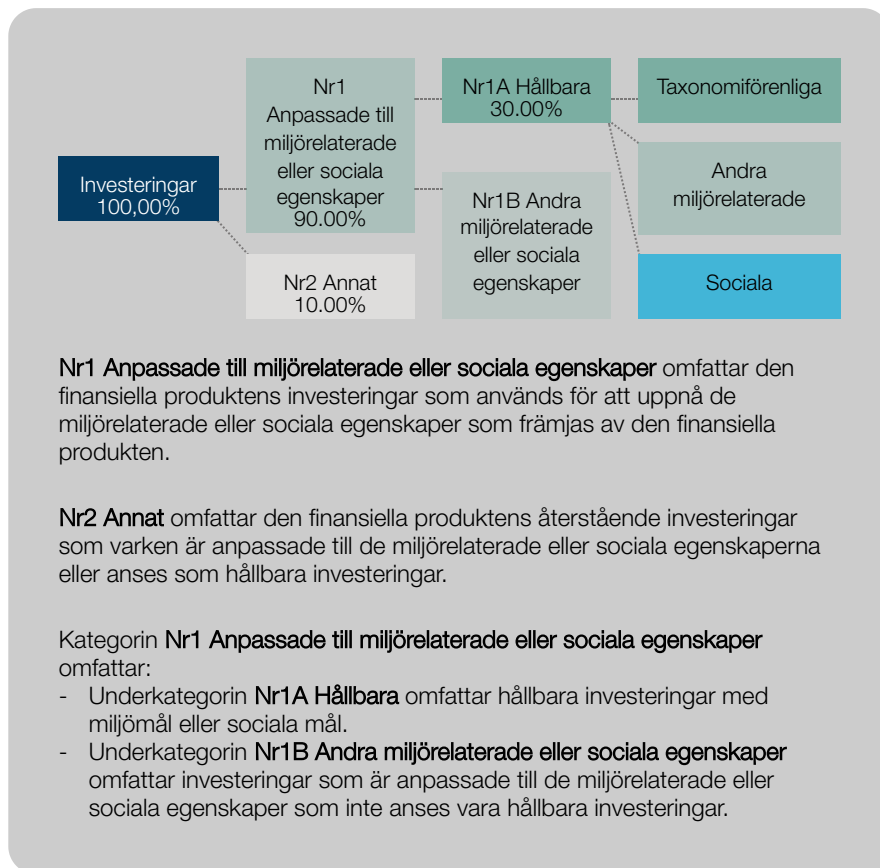 Investeringar
100,00%
Nr1
Anpassade till
miljörelaterade
eller sociala
egenskaper
90.00%
Nr2 Annat
10.00%
Nr1A Hållbara
30.00%
Nr1B Andra
miljörelaterade
eller sociala
egenskaper
Taxonomiförenliga
Andra
miljörelaterade
Sociala
Nr1 Anpassade till miljörelaterade eller sociala egenskaper omfattar den
finansiella produktens investeringar som används för att uppnå de
miljörelaterade eller sociala egenskaper som främjas av den finansiella
produkten.
Nr2 Annat omfattar den finansiella produktens återstående investeringar
som varken är anpassade till de miljörelaterade eller sociala egenskaperna
eller anses som hållbara investeringar.
Kategorin Nr1 Anpassade till miljörelaterade eller sociala egenskaper
omfattar:
- Underkategorin Nr1A Hållbara omfattar hållbara investeringar med
miljömål eller sociala mål.
- Underkategorin Nr1B Andra miljörelaterade eller sociala egenskaper
omfattar investeringar som är anpassade till de miljörelaterade eller
sociala egenskaper som inte anses vara hållbara investeringar.